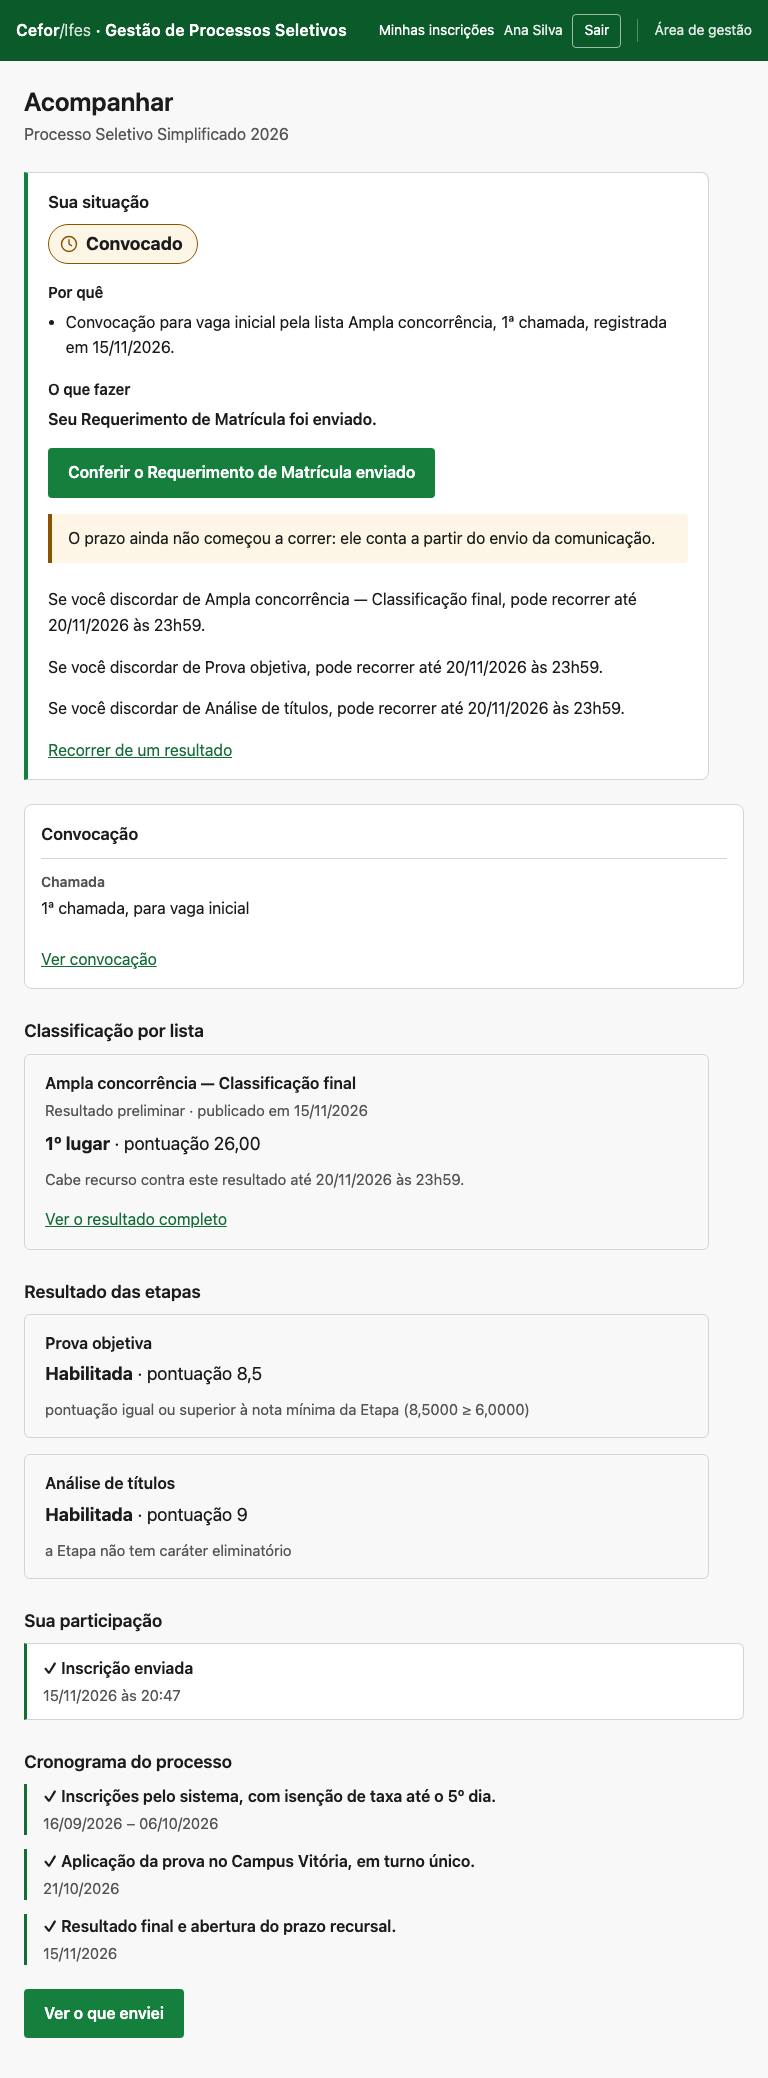 Cefor/Ifes · Gestão de Processos Seletivos Minhas inscrições Ana Silva Sair Área de gestão
Acompanhar
Processo Seletivo Simplificado 2026
Sua situação
Convocado
Por quê
• Convocação para vaga inicial pela lista Ampla concorrência, 1ª chamada, registrada
em 15/11/2026.
O que fazer
Seu Requerimento de Matrícula foi enviado.
Conferir o Requerimento de Matrícula enviado
O prazo ainda não começou a correr: ele conta a partir do envio da comunicação.
Se você discordar de Ampla concorrência — Classificação final, pode recorrer até
20/11/2026 às 23h59.
Se você discordar de Prova objetiva, pode recorrer até 20/11/2026 às 23h59.
Se você discordar de Análise de títulos, pode recorrer até 20/11/2026 às 23h59.
Recorrer de um resultado
Convocação
Chamada
1ª chamada, para vaga inicial
Ver convocação
Classificação por lista
Ampla concorrência — Classificação final
Resultado preliminar · publicado em 15/11/2026
1º lugar · pontuação 26,00
Cabe recurso contra este resultado até 20/11/2026 às 23h59.
Ver o resultado completo
Resultado das etapas
Prova objetiva
Habilitada · pontuação 8,5
pontuação igual ou superior à nota mínima da Etapa (8,5000 ≥ 6,0000)
Análise de títulos
Habilitada · pontuação 9
a Etapa não tem caráter eliminatório
Sua participação
✓ Inscrição enviada
15/11/2026 às 20:47
Cronograma do processo
✓ Inscrições pelo sistema, com isenção de taxa até o 5º dia.
16/09/2026 – 06/10/2026
✓ Aplicação da prova no Campus Vitória, em turno único.
21/10/2026
✓ Resultado final e abertura do prazo recursal.
15/11/2026
Ver o que enviei